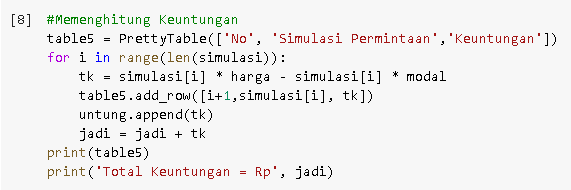 [8] #Memenghitung Keuntungan
table5 = PrettyTable(['No', 'Simulasi Permintaan','Keuntungan'])
for i in range(len(simulasi)):
    tk = simulasi[i] * harga - simulasi[i] * modal
    table5.add_row([i+1,simulasi[i], tk])
    untung.append(tk)
    jadi = jadi + tk
print(table5)
print('Total Keuntungan = Rp', jadi)